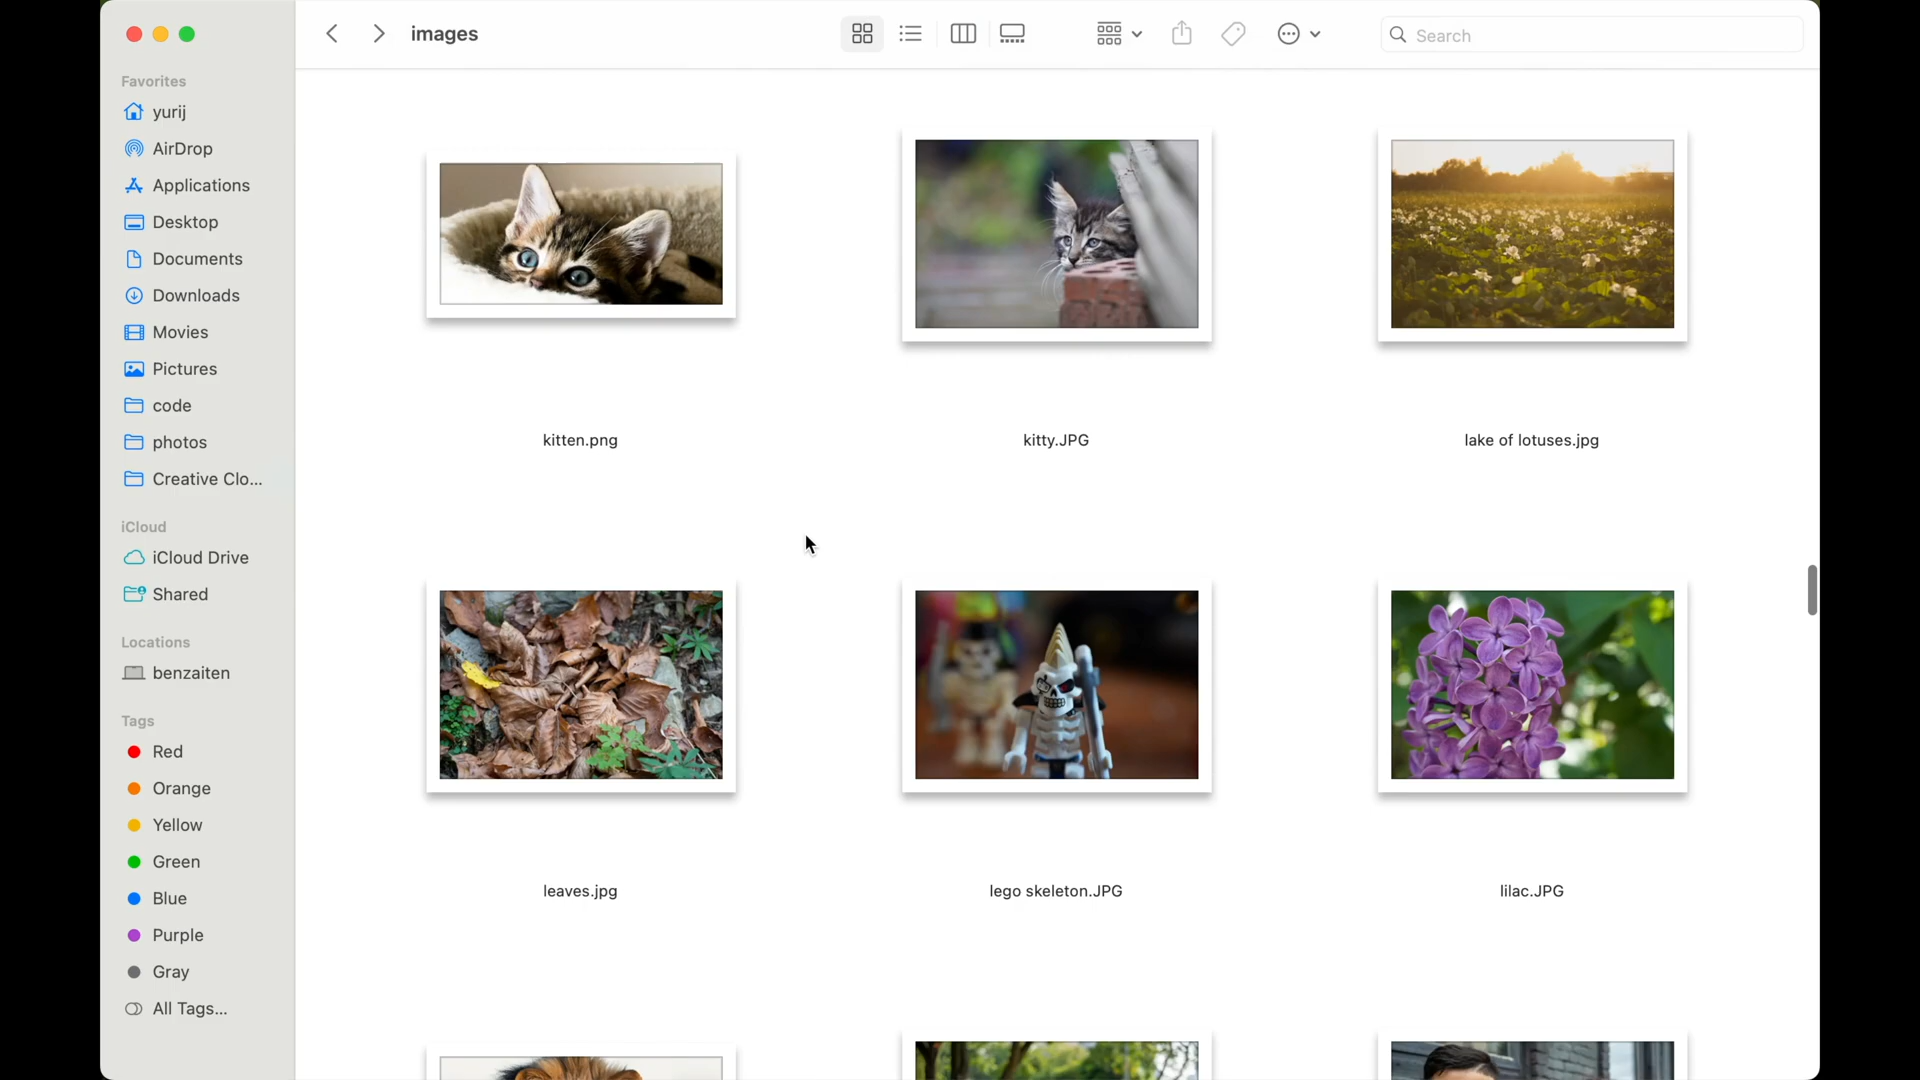 images
Search
Favorites
yurij
AirDrop
Applications
Desktop
Documents
Downloads
Movies
Pictures
code
photos
Creative Clo...
iCloud
iCloud Drive
Shared
Locations
benzaiten
Tags
Red
Orange
Yellow
Green
Blue
Purple
Gray
All Tags...
kitten.png
kitty.JPG
lake of lotuses.jpg
leaves.jpg
lego skeleton.JPG
lilac.JPG